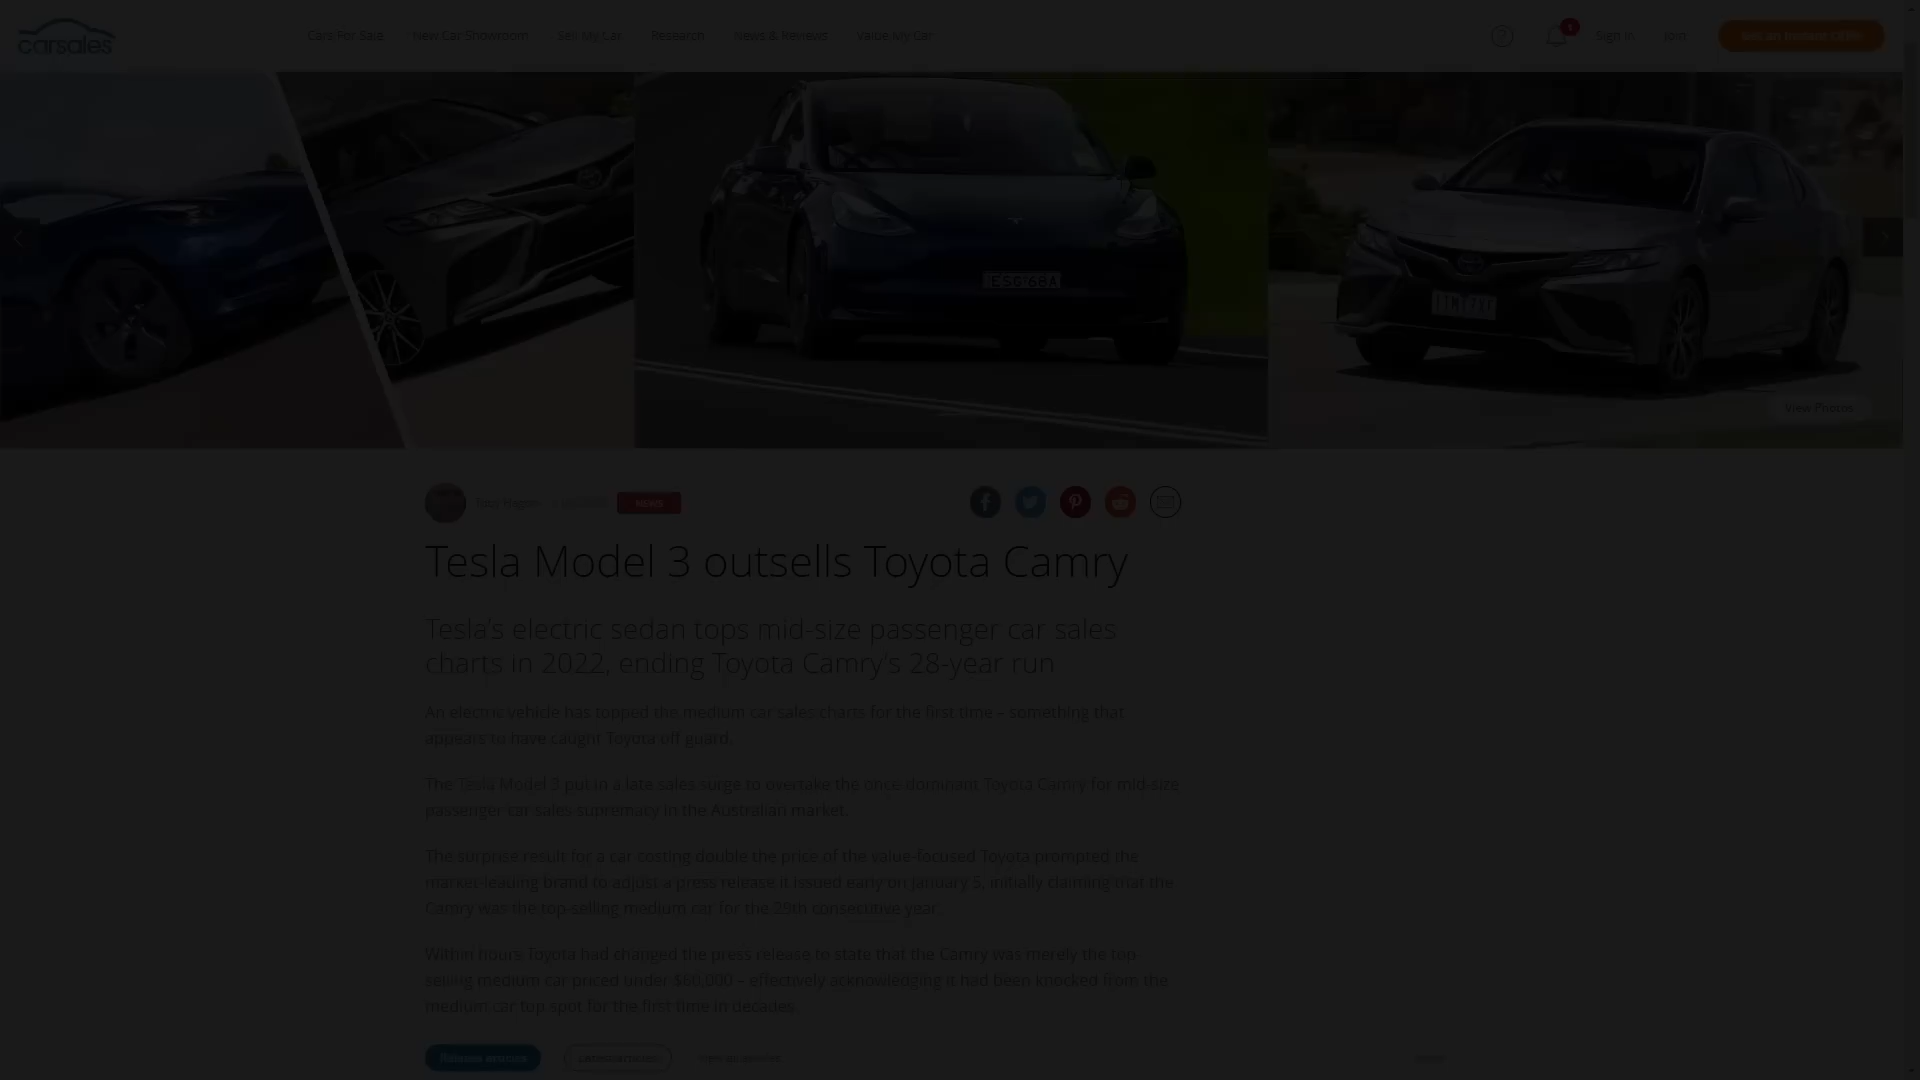 carsales
Cars For Sale New Car Showroom Sell My Car Research News & Reviews Value My Car Sign In Join
ESG 68A
View Photos
NEWS
Tesla Model 3 outsells Toyota Camry
Tesla's electric sedan tops mid-size passenger car sales
charts in 2022, ending Toyota Camry's 28-year run
An electric vehicle has topped the medium car sales charts for the first time – something that
appears to have caught Toyota off guard.
The Tesla Model 3 put in a late sales surge to overtake the once dominant Toyota Camry for mid-size
passenger car sales supremacy in the Australian market.
The surprise result for a car costing double the price of the value-focused Toyota prompted the
market-leading brand to adjust a press release it issued early on January 5, initially claiming that the
Camry was the top-selling medium car for the 29th consecutive year.
Within hours Toyota had changed the press release to state that the Camry was merely the top
selling medium car priced under $60,000 – effectively acknowledging it had been knocked from the
medium car top spot for the first time in decades.
Related articles